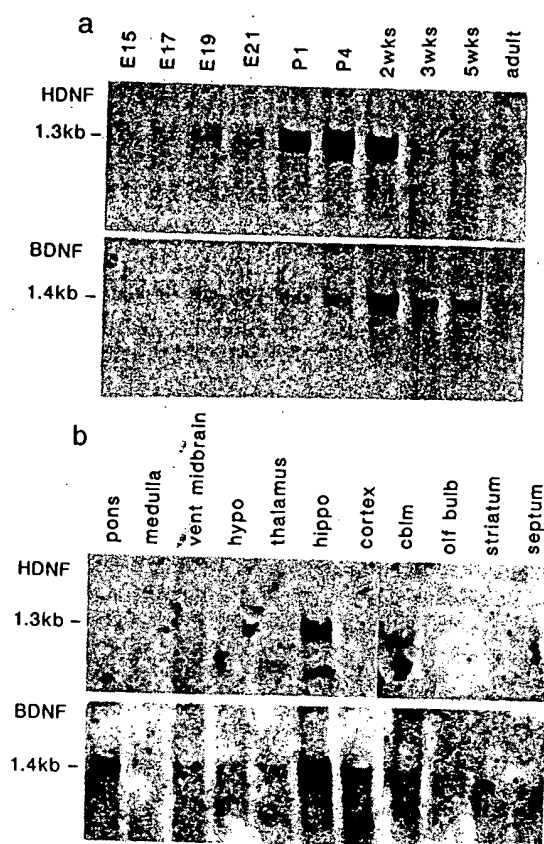 a
E15 E17 E19 E21 P1 P4 2wks 3wks 5wks adult
HDNF
1.3kb
BDNF
1.4kb
b
pons medulla vent midbrain hypo thalamus hippo cortex cblm olf bulb striatum septum
HDNF
1.3kb
BDNF
1.4kb